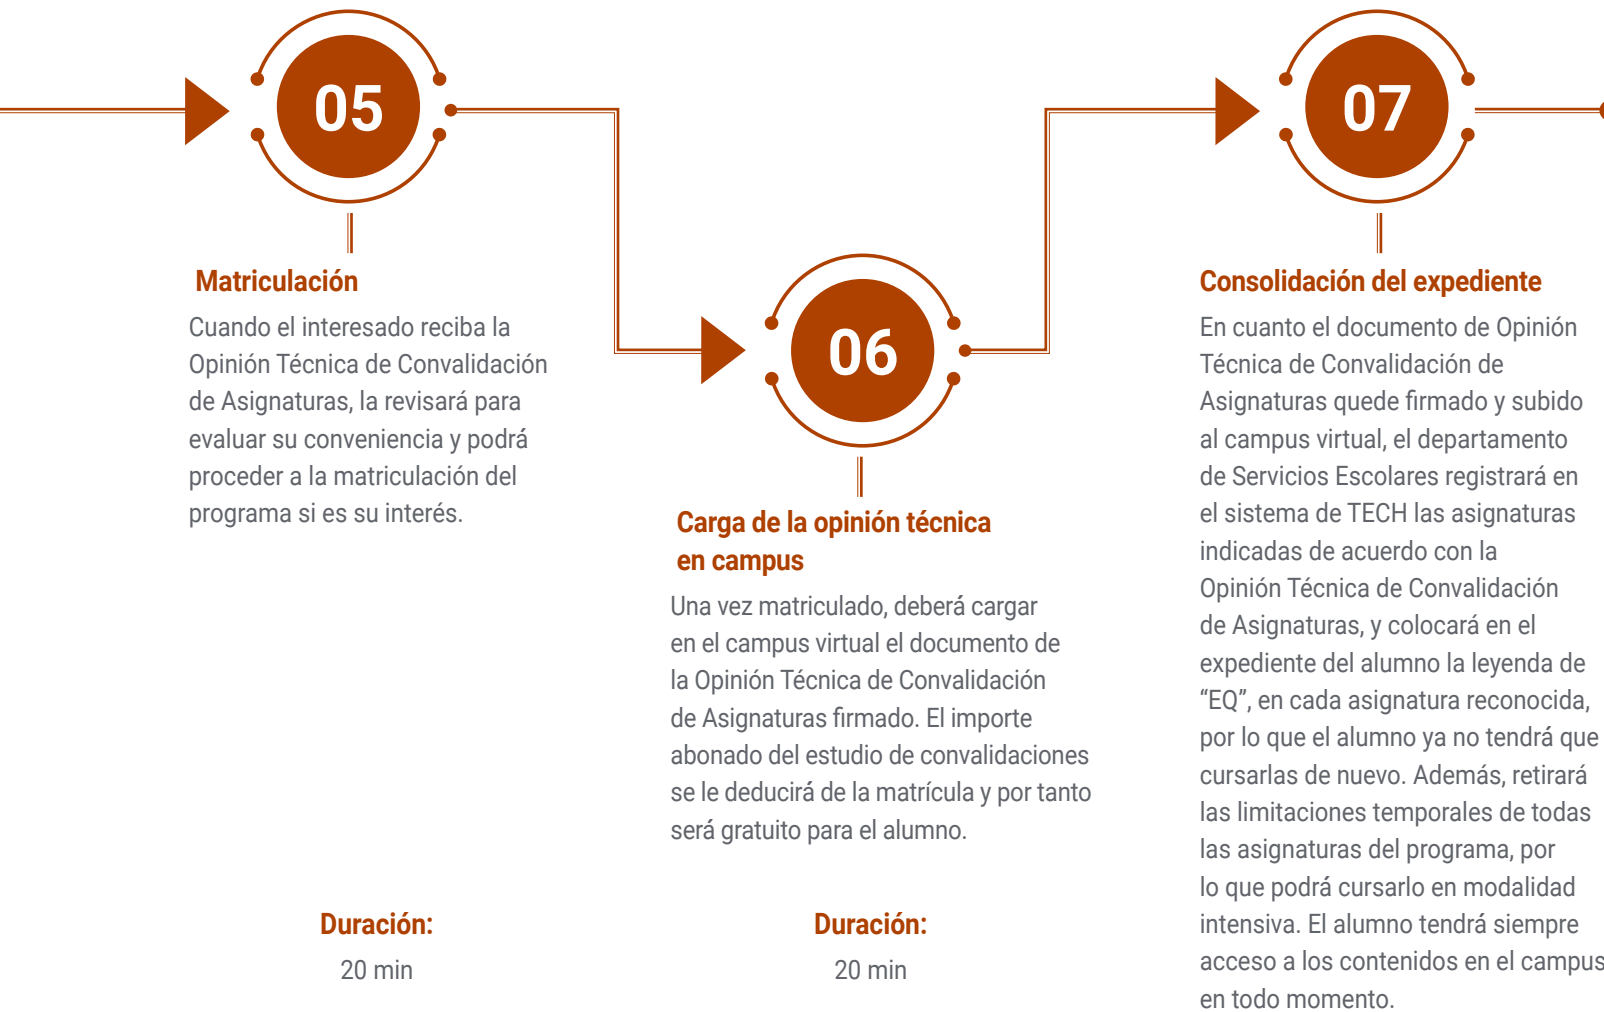 05
Matriculación
Cuando el interesado reciba la
Opinión Técnica de Convalidación
de Asignaturas, la revisará para
evaluar su conveniencia y podrá
proceder a la matriculación del
programa si es su interés.
Duración:
20 min
06
Carga de la opinión técnica
en campus
Una vez matriculado, deberá cargar
en el campus virtual el documento de
la Opinión Técnica de Convalidación
de Asignaturas firmado. El importe
abonado del estudio de convalidaciones
se le deducirá de la matrícula y por tanto
será gratuito para el alumno.
Duración:
20 min
07
Consolidación del expediente
En cuanto el documento de Opinión
Técnica de Convalidación de
Asignaturas quede firmado y subido
al campus virtual, el departamento
de Servicios Escolares registrará en
el sistema de TECH las asignaturas
indicadas de acuerdo con la
Opinión Técnica de Convalidación
de Asignaturas, y colocará en el
expediente del alumno la leyenda de
“EQ”, en cada asignatura reconocida,
por lo que el alumno ya no tendrá que
cursarlas de nuevo. Además, retirará
las limitaciones temporales de todas
las asignaturas del programa, por
lo que podrá cursarlo en modalidad
intensiva. El alumno tendrá siempre
acceso a los contenidos en el campus
en todo momento.